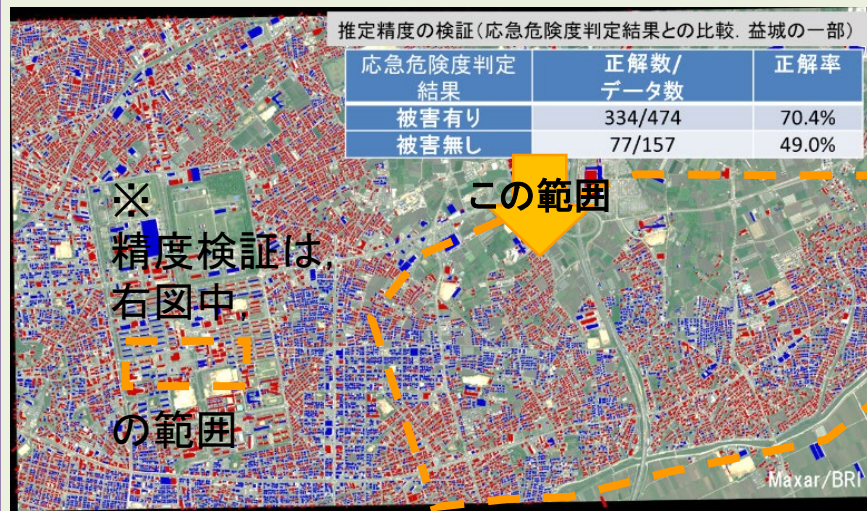 推定精度の検証(応急危険度判定結果との比較. 益城の一部)
応急危険度判定
結果
正解数/
データ数
正解率
被害有り 334/474 70.4%
被害無し 77/157 49.0%
この範囲
※
精度検証は,
右図中,
の範囲
Maxar/BRI